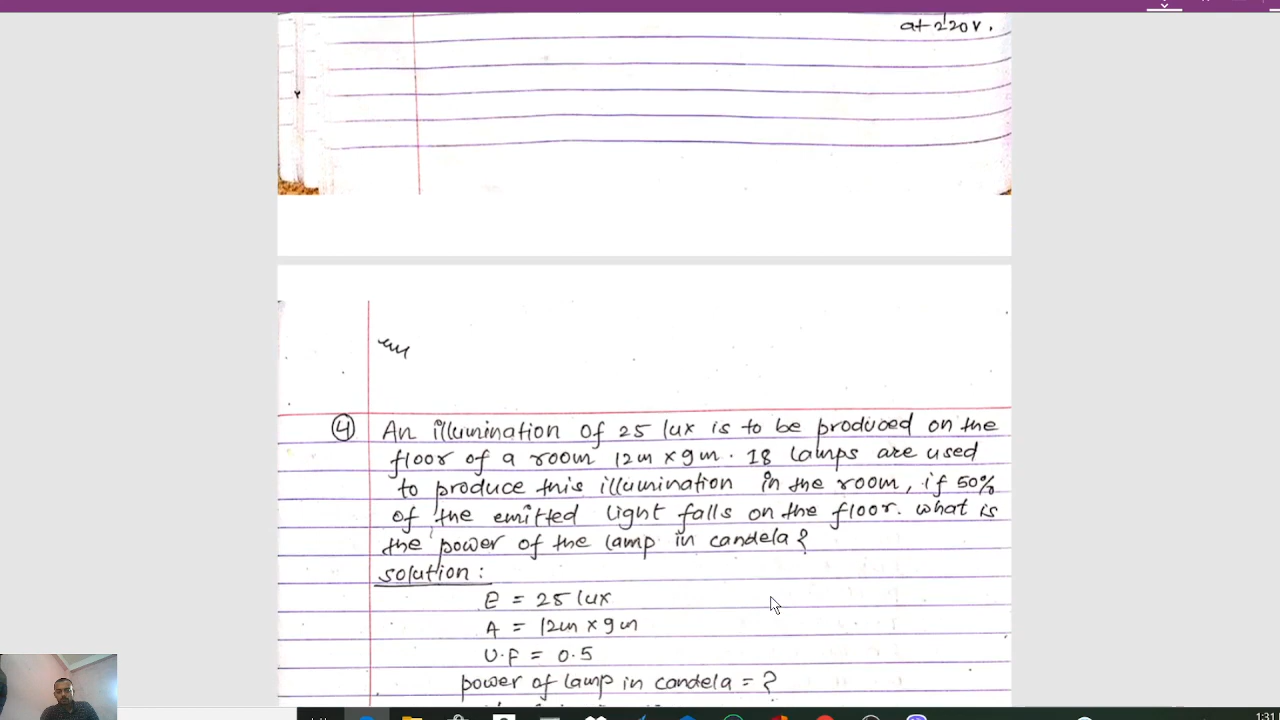 at 220V.
④ An illumination of 25 lux is to be produced on the
floor of a room 12m x 9m. 18 lamps are used
to produce this illumination in the room, if 50%
of the emitted light falls on the floor. what is
the power of the lamp in candela?
solution:
E = 25 lux
A = 12m x 9m
U.F = 0.5
power of lamp in candela = ?
1:31